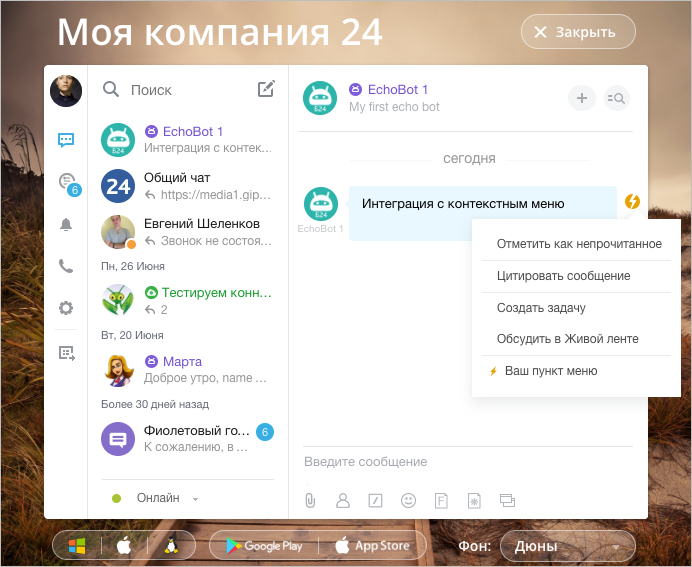 Моя компания 24
Закрыть
Поиск
EchoBot 1
Интеграция с контек...
24
Общий чат
https://media1.gip...
Евгений Шеленков
Звонок не состоя...
Пн, 26 Июня
Тестируем конн...
2
Вт, 20 Июня
Марта
Доброе утро, name ...
Более 30 дней назад
Фиолетовый го...
К сожалению, в ...
6
Онлайн
6
Б24
EchoBot 1
My first echo bot
Б24
сегодня
Б24
EchoBot 1
Интеграция с контекстным меню
Отметить как непрочитанное
Цитировать сообщение
Создать задачу
Обсудить в Живой ленте
Ваш пункт меню
Введите сообщение
F
Google Play
App Store
Фон:
Дюны